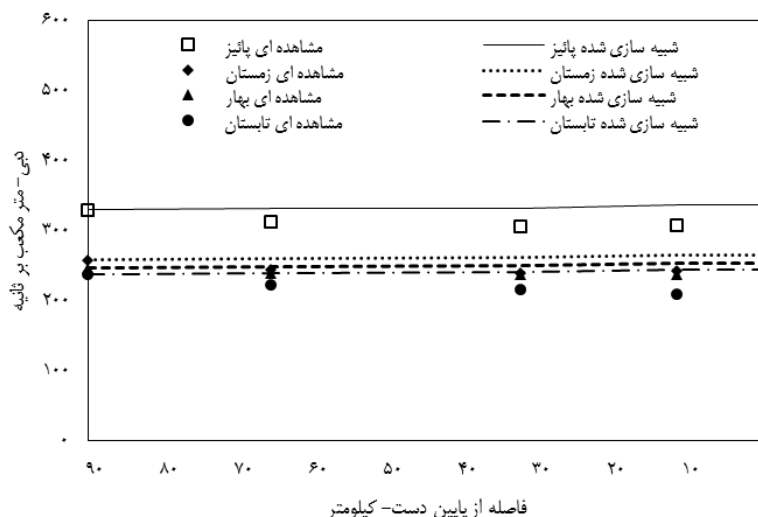 ۶۰۰
۵۰۰
۴۰۰
۳۰۰
۲۰۰
۱۰۰
۰
دبی-متر مکعب بر ثانیه
مشاهده ای پائیز
مشاهده ای زمستان
مشاهده ای بهار
مشاهده ای تابستان
شبیه سازی شده پائیز
شبیه سازی شده زمستان
شبیه سازی شده بهار
شبیه سازی شده تابستان
۹۰ ۸۰ ۷۰ ۶۰ ۵۰ ۴۰ ۳۰ ۲۰ ۱۰
فاصله از پایین دست- کیلومتر